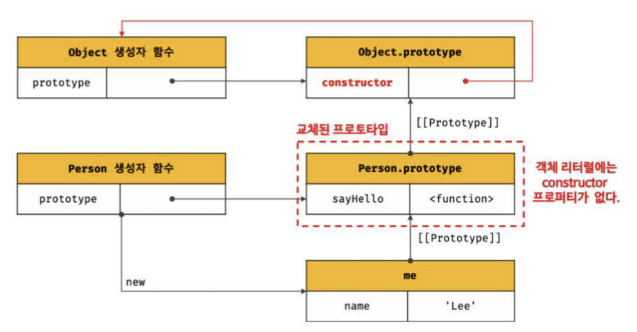 Object 생성자 함수
prototype
Object.prototype
constructor
[[Prototype]]
교체된 프로토타입
Person 생성자 함수
prototype
Person.prototype
sayHello <function>
객체 리터럴에는
constructor
프로퍼티가 없다.
[[Prototype]]
new
me
name 'Lee'